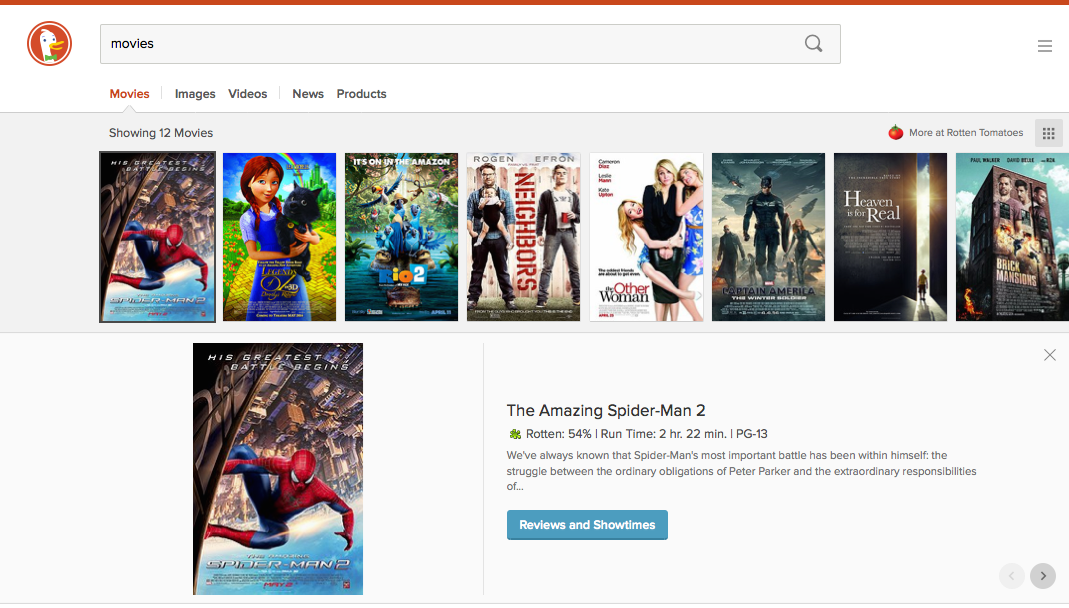 movies
Movies
Images
Videos
News
Products
Showing 12 Movies
More at Rotten Tomatoes
HIS GREATEST
BATTLE BEGINS
SPIDER-MAN 2
LEGENDS
OZ 3D
IT'S ON IN THE AMAZON
RIO 2
ROGEN EFRON
NEIGHBORS
Cameron
Diaz
Leslie
Mann
Kate
Upton
the Other
Woman
CAPTAIN AMERICA
THE WINTER SOLDIER
Heaven
is for Real
PAUL WALKER DAVID BELLE
BRICK
MANSIONS
HIS GREATEST
BATTLE BEGINS
SPIDER-MAN 2
MAY 2
The Amazing Spider-Man 2
Rotten: 54% | Run Time: 2 hr. 22 min. | PG-13
We've always known that Spider-Man's most important battle has been within himself: the
struggle between the ordinary obligations of Peter Parker and the extraordinary responsibilities
of...
Reviews and Showtimes